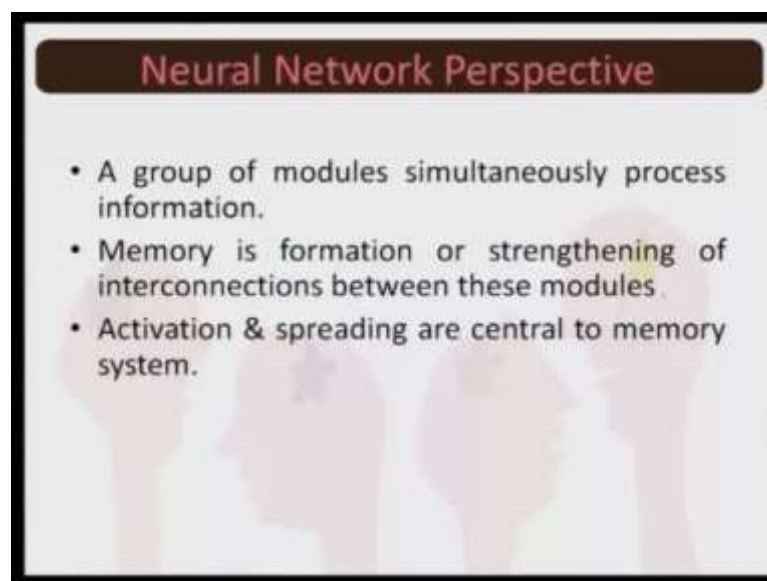 Neural Network Perspective
• A group of modules simultaneously process
information.
• Memory is formation or strengthening of
interconnections between these modules.
• Activation & spreading are central to memory
system.